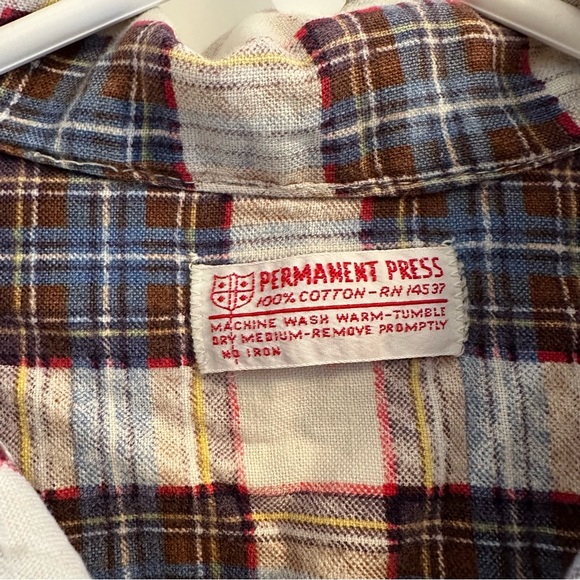 PERMANENT PRESS
100% COTTON-RN 14537
MACHINE WASH WARM-TUMBLE
DRY MEDIUM-REMOVE PROMPTLY
NO IRON